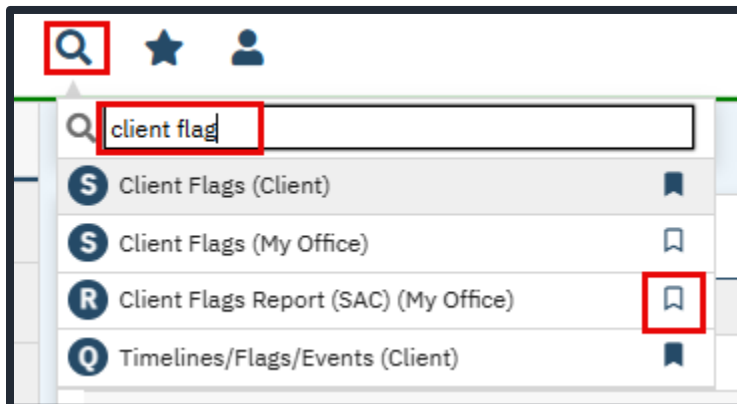 client flag
S Client Flags (Client)
S Client Flags (My Office)
R Client Flags Report (SAC) (My Office)
Q Timelines/Flags/Events (Client)